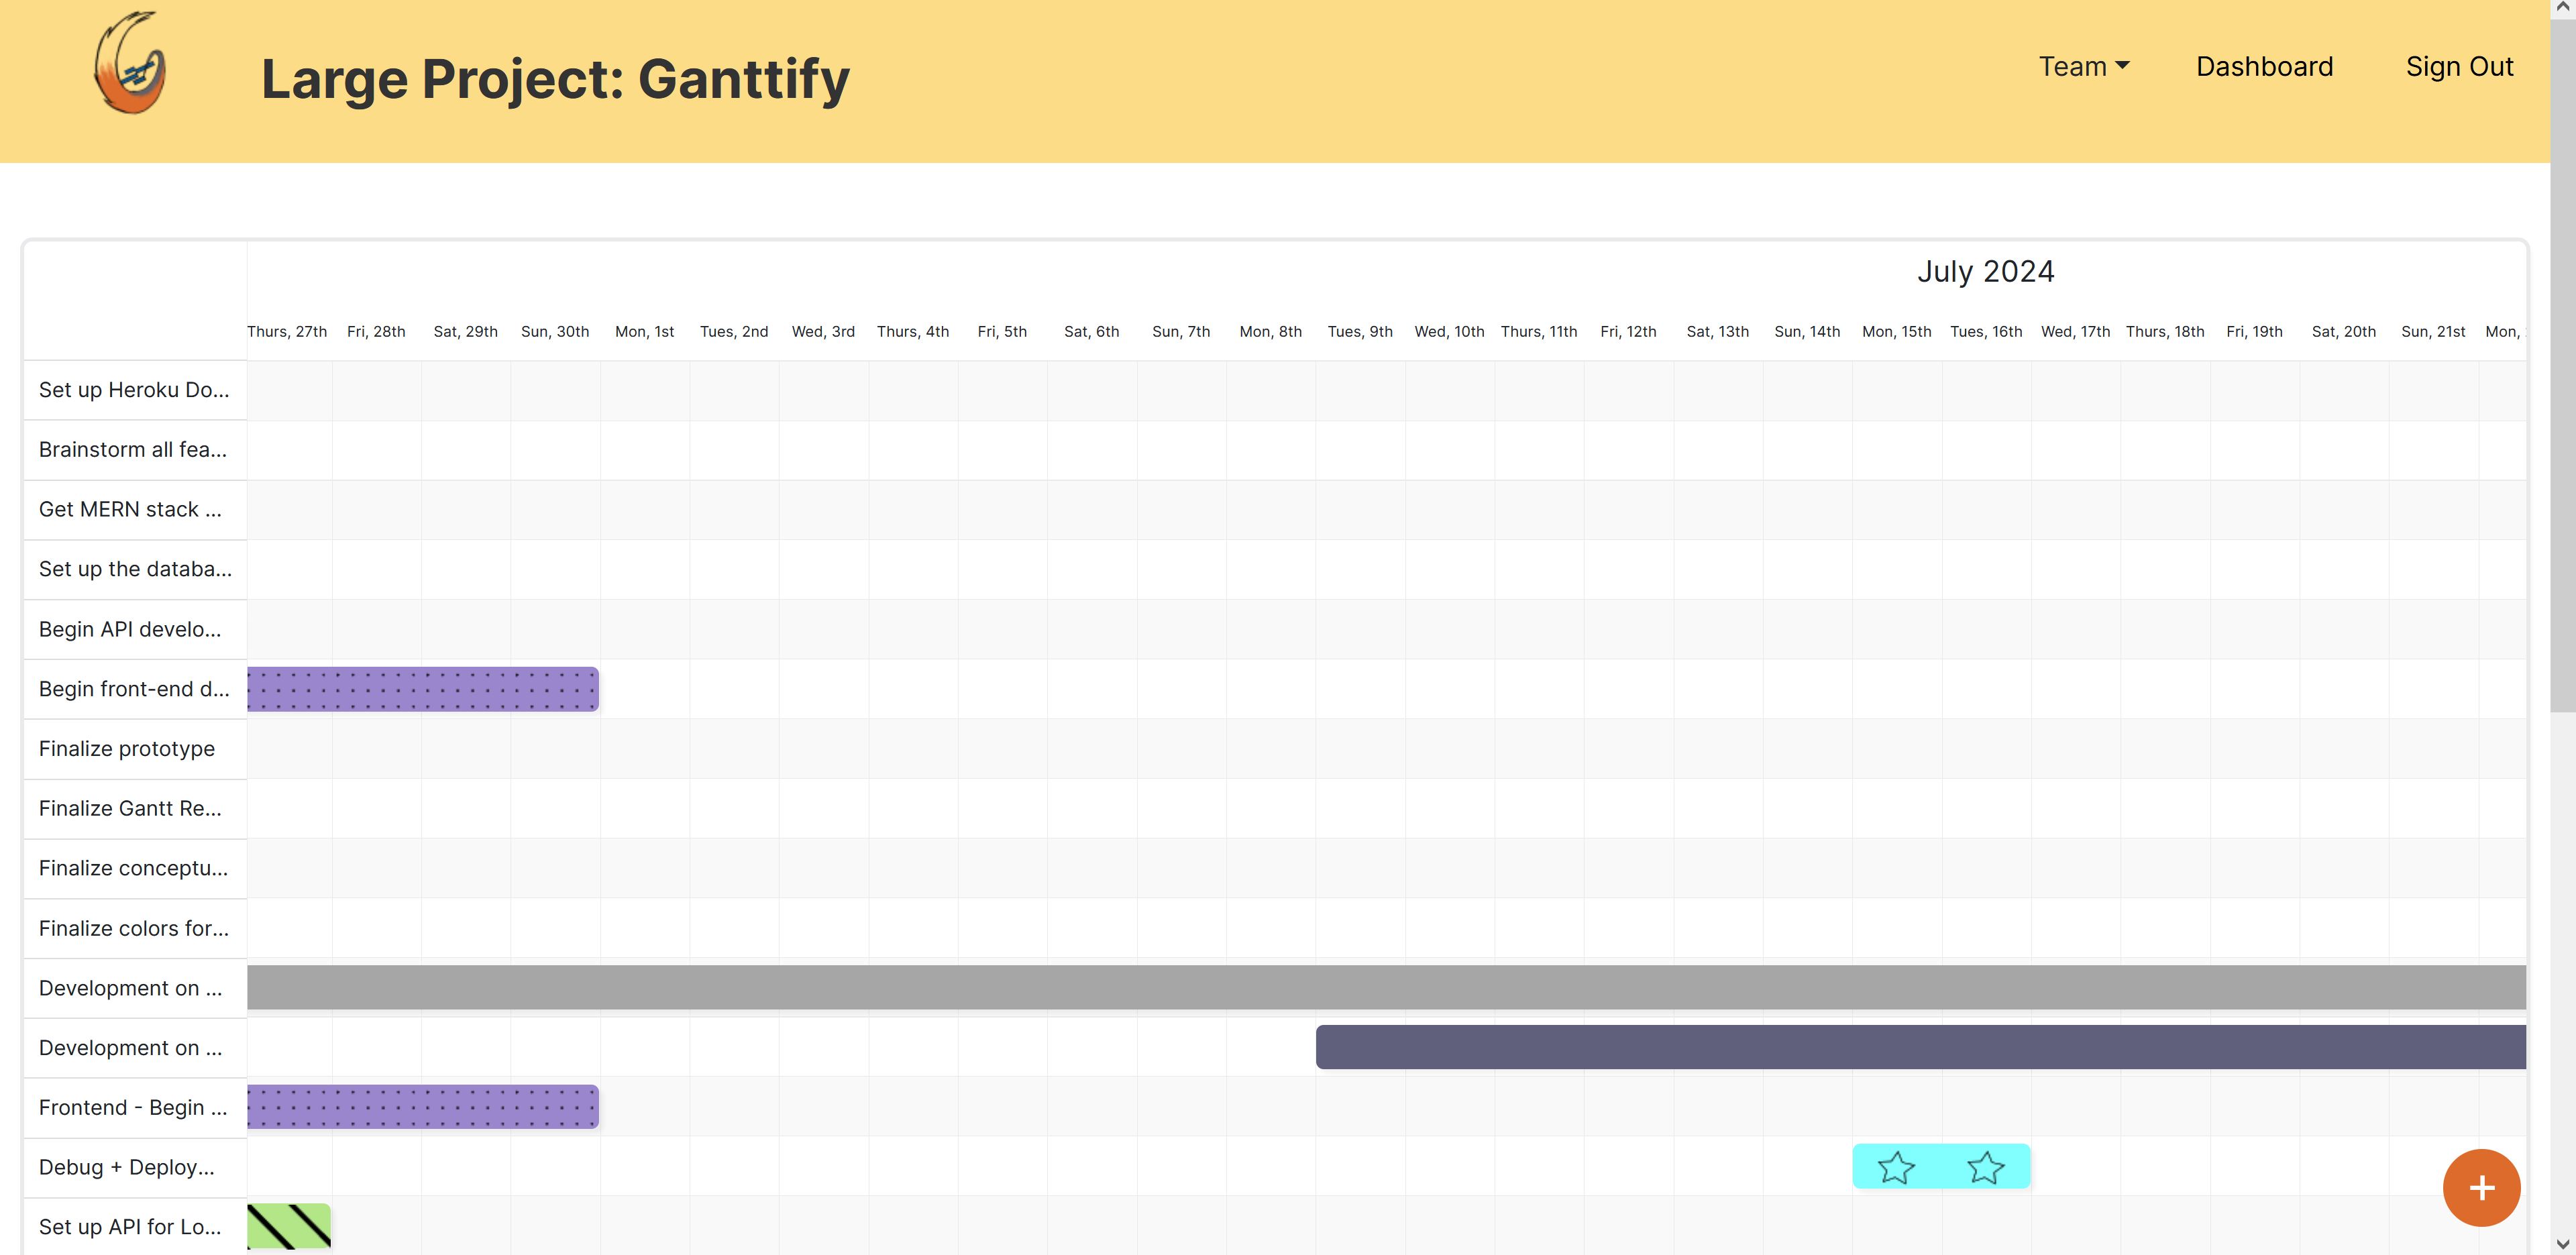 Large Project: Ganttify
Team
Dashboard
Sign Out
July 2024
Thurs, 27th Fri, 28th Sat, 29th Sun, 30th Mon, 1st Tues, 2nd Wed, 3rd Thurs, 4th Fri, 5th Sat, 6th Sun, 7th Mon, 8th Tues, 9th Wed, 10th Thurs, 11th Fri, 12th Sat, 13th Sun, 14th Mon, 15th Tues, 16th Wed, 17th Thurs, 18th Fri, 19th Sat, 20th Sun, 21st Mon,
Set up Heroku Do...
Brainstorm all fea...
Get MERN stack ...
Set up the databa...
Begin API develo...
Begin front-end d...
Finalize prototype
Finalize Gantt Re...
Finalize conceptu...
Finalize colors for...
Development on ...
Development on ...
Frontend - Begin ...
Debug + Deploy...
Set up API for Lo...
+